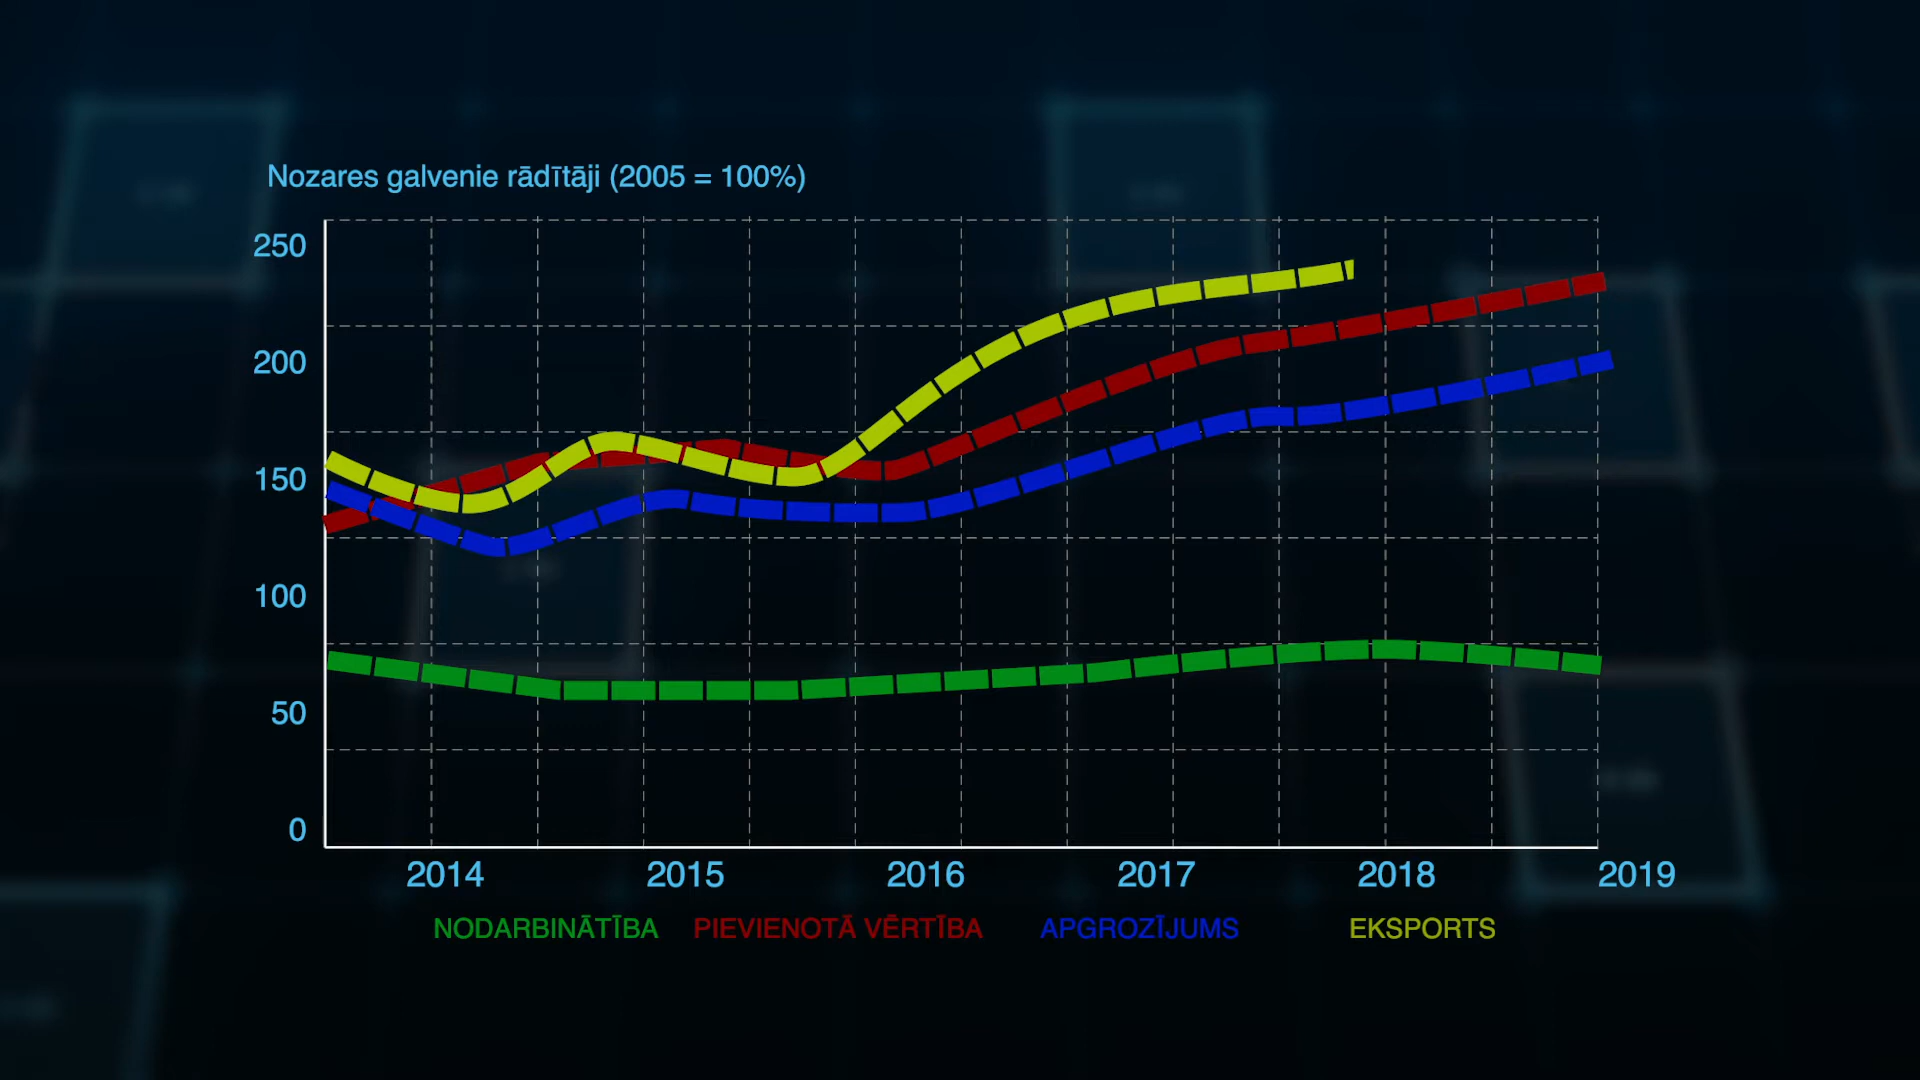 Nozares galvenie rādītāji (2005 = 100%)
250
200
150
100
50
0
2014 2015 2016 2017 2018 2019
NODARBINĀTĪBA PIEVIENOTĀ VĒRTĪBA APGROZĪJUMS EKSPORTS